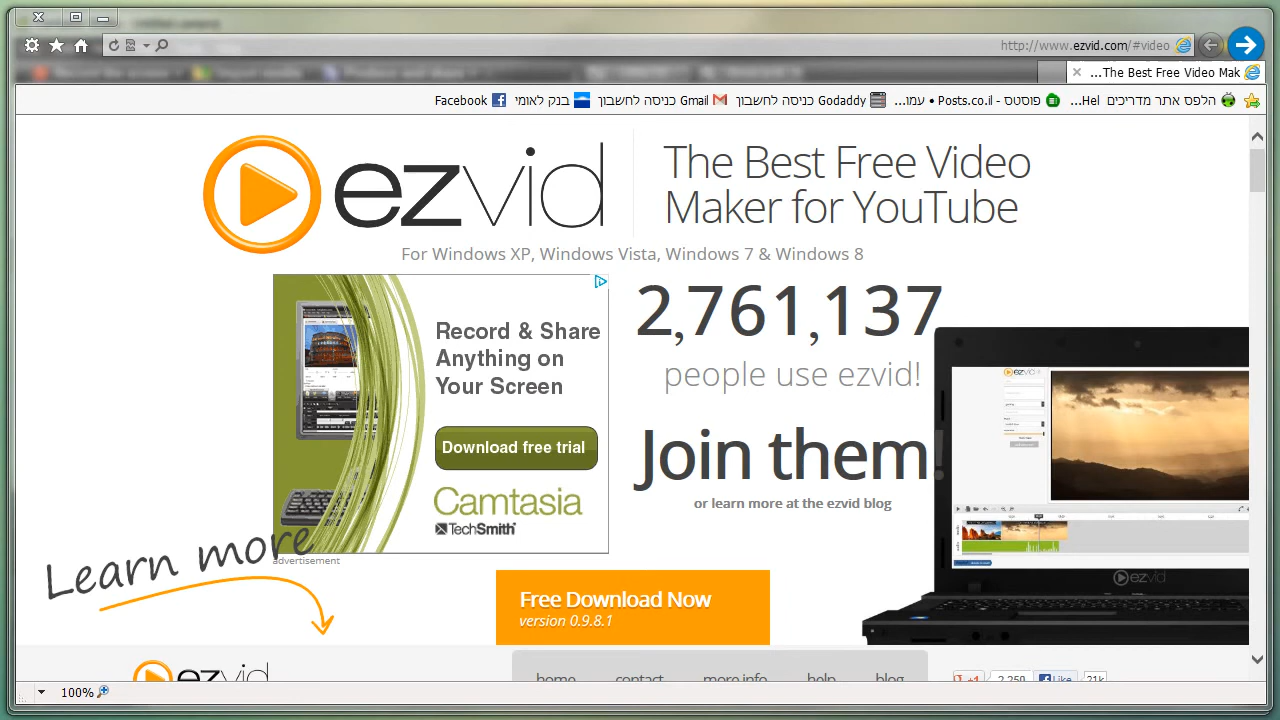 http://www.ezvid.com/#video
...The Best Free Video Mak
Facebook
בנק לאומי
כניסה לחשבון Gmail
כניסה לחשבון Godaddy
פוסטס • Posts.co.il • עמו...
הלפס אתר מדריכים Hel...
ezvid
The Best Free Video
Maker for YouTube
For Windows XP, Windows Vista, Windows 7 & Windows 8
Record & Share
Anything on
Your Screen
Download free trial
Camtasia
TechSmith
advertisement
2,761,137
people use ezvid!
Join them!
or learn more at the ezvid blog
ezvid
ezvid
Learn more
Free Download Now
version 0.9.8.1
ezvid
home
contact
more info
help
blog
+1
2,250
Like
21k
100%